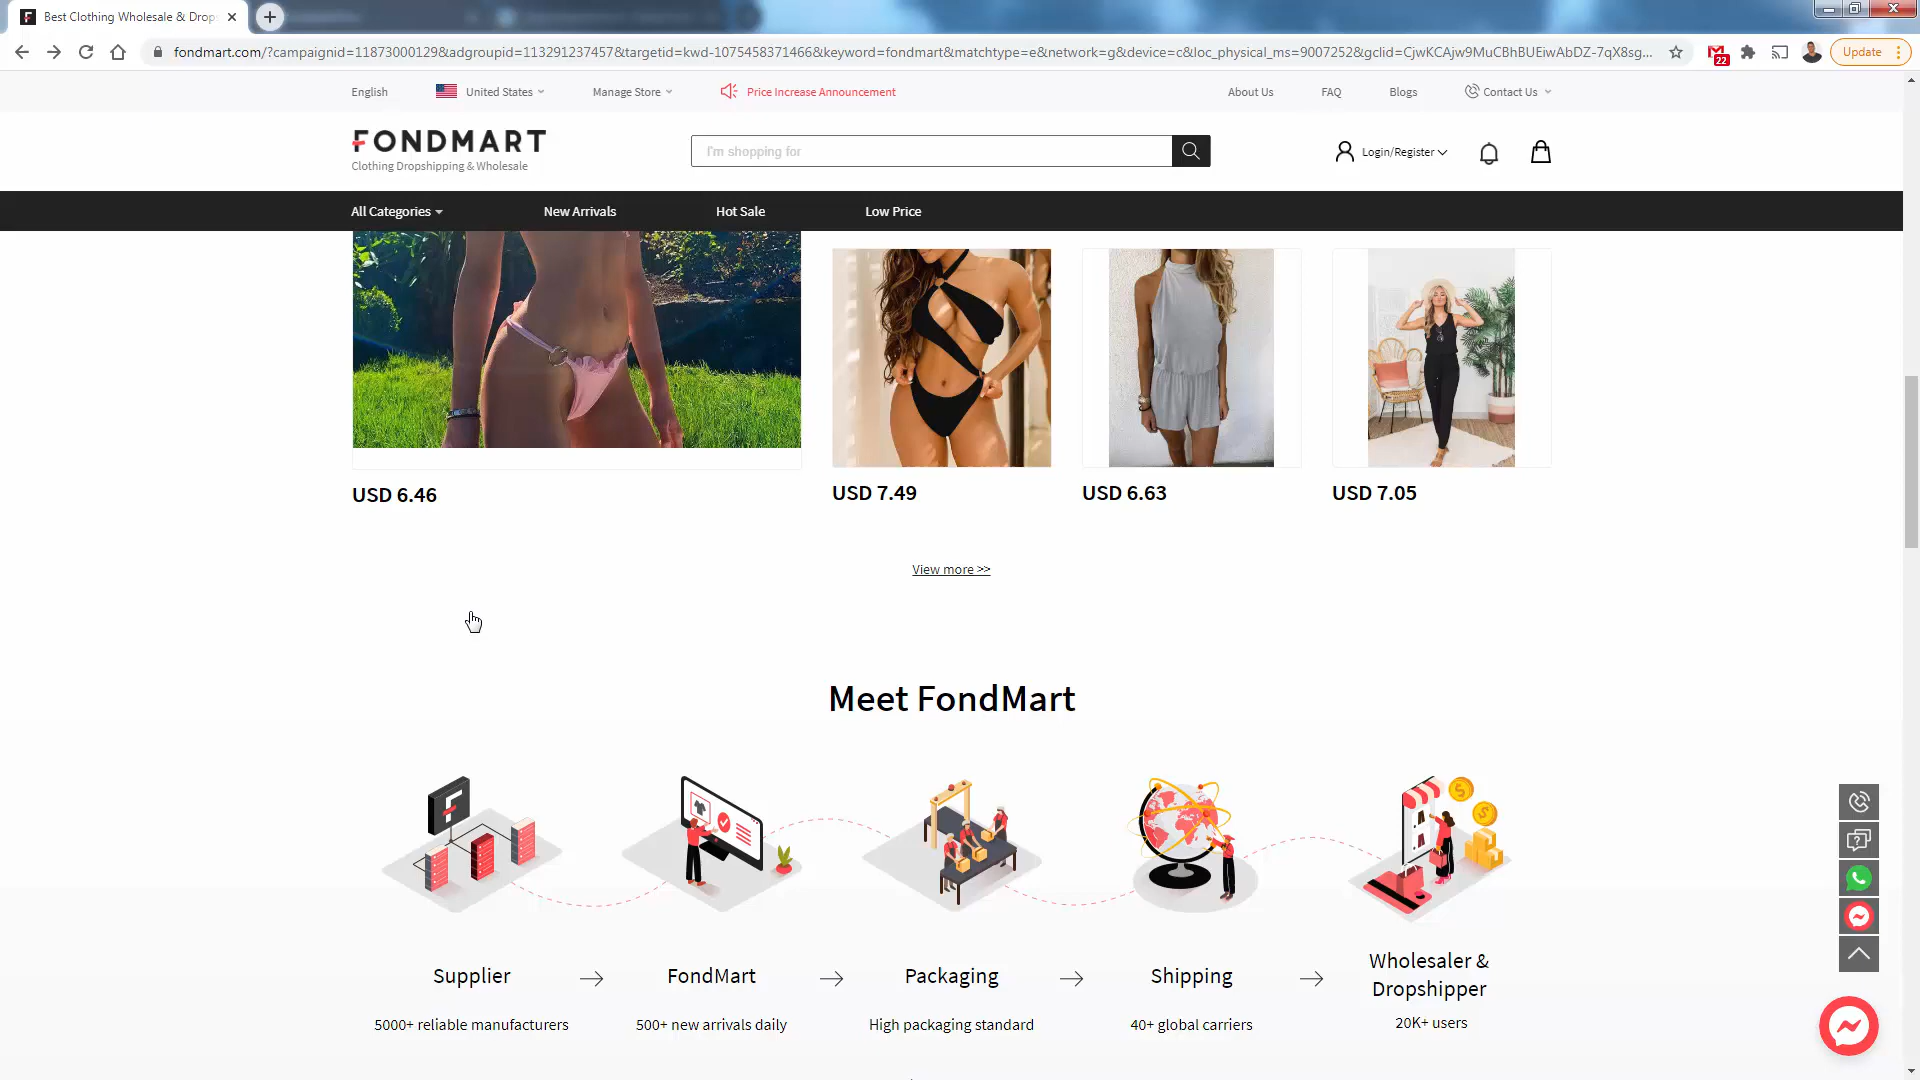 Best Clothing Wholesale & Drop
fondmart.com/?campaignid=11873000129&adgroupid=113291237457&targetid=kwd-1075458371466&keyword=fondmart&matchtype=e&network=g&device=c&loc_physical_ms=9007252&gclid=CjwKCAjw9MuCBhBUEiwAbDZ-7qX8sg...
22
Update
English
United States
Manage Store
Price Increase Announcement
About Us
FAQ
Blogs
Contact Us
FONDMART
Clothing Dropshipping & Wholesale
I'm shopping for
Login/Register
All Categories
New Arrivals
Hot Sale
Low Price
USD 6.46
USD 7.49
USD 6.63
USD 7.05
View more >>
Meet FondMart
Supplier
FondMart
Packaging
Shipping
Wholesaler &
Dropshipper
5000+ reliable manufacturers
500+ new arrivals daily
High packaging standard
40+ global carriers
20K+ users